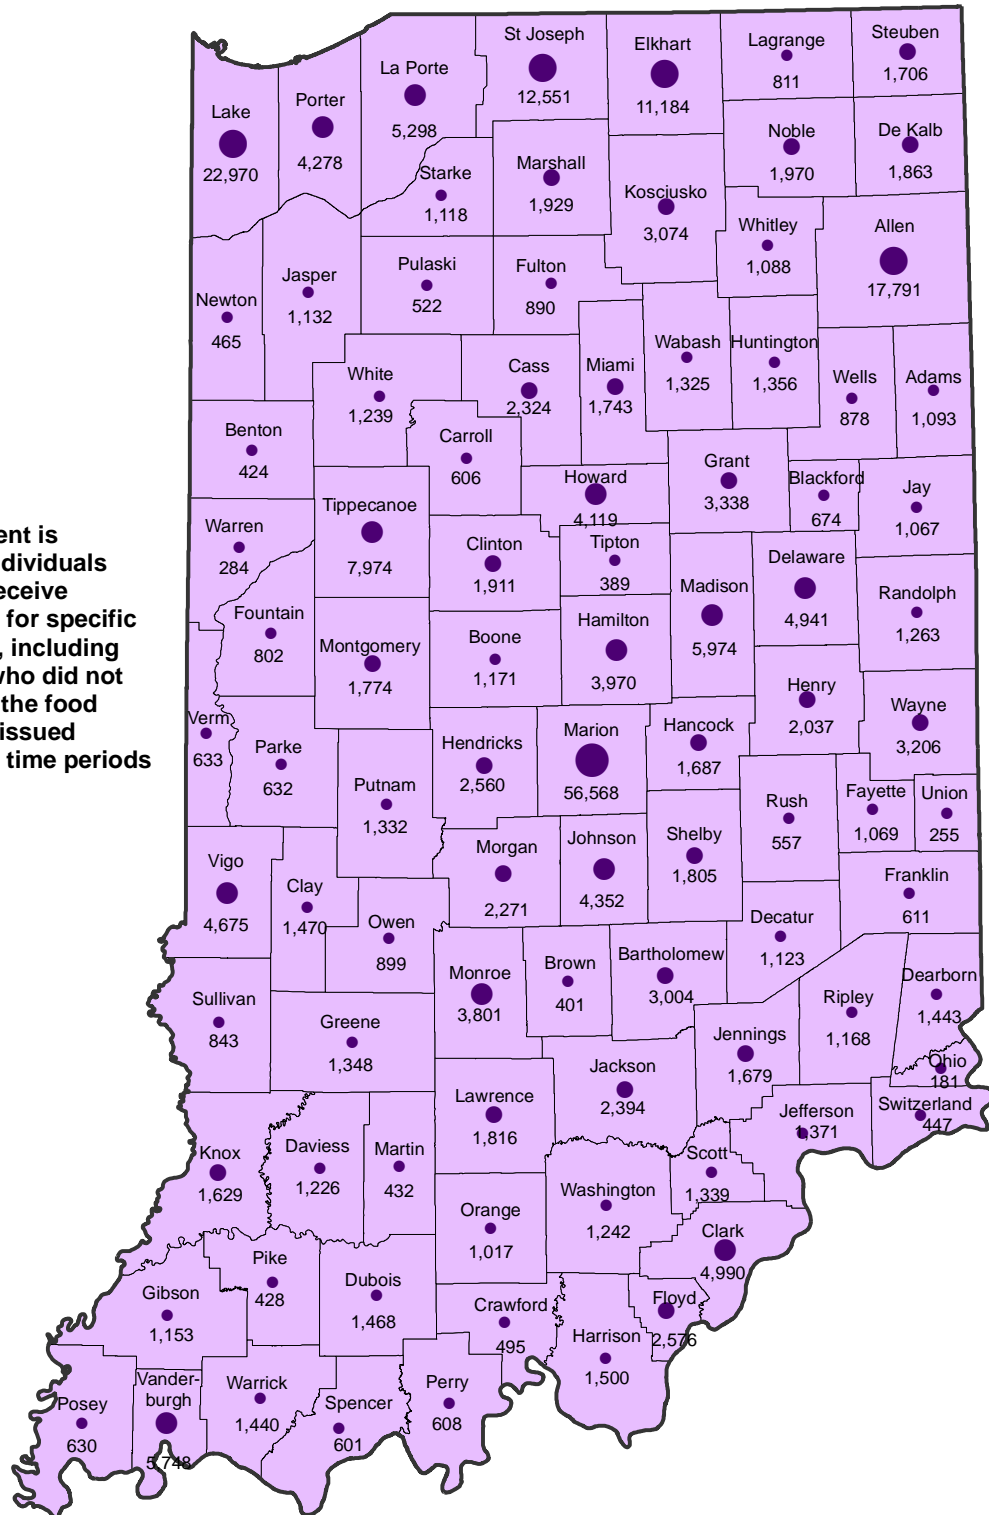 St Joseph
12,551
Elkhart
11,184
Lagrange
811
Steuben
1,706
La Porte
5,298
Porter
4,278
Lake
22,970
Noble
1,970
De Kalb
1,863
Starke
1,118
Marshall
1,929
Kosciusko
3,074
Whitley
1,088
Allen
17,791
Newton
465
Jasper
1,132
Pulaski
522
Fulton
890
White
1,239
Cass
2,324
Miami
1,743
Wabash
1,325
Huntington
1,356
Wells
878
Adams
1,093
Benton
424
Carroll
606
Howard
4,119
Grant
3,338
Blackford
674
Jay
1,067
Warren
284
Tippecanoe
7,974
Clinton
1,911
Tipton
389
Madison
5,974
Delaware
4,941
Randolph
1,263
Fountain
802
Montgomery
1,774
Boone
1,171
Hamilton
3,970
Henry
2,037
Wayne
3,206
ent is
dividuals
eceive
for specific
, including
who did not
the food
issued
time periods
Verm
633
Parke
632
Putnam
1,332
Hendricks
2,560
Marion
56,568
Hancock
1,687
Rush
557
Fayette
1,069
Union
255
Vigo
4,675
Clay
1,470
Owen
899
Morgan
2,271
Johnson
4,352
Shelby
1,805
Decatur
1,123
Franklin
611
Sullivan
843
Greene
1,348
Monroe
3,801
Brown
401
Bartholomew
3,004
Jennings
1,679
Ripley
1,168
Dearborn
1,443
Ohio
181
Switzerland
447
Jefferson
1,371
Jackson
2,394
Lawrence
1,816
Knox
1,629
Daviess
1,226
Martin
432
Orange
1,017
Washington
1,242
Scott
1,339
Clark
4,990
Floyd
2,576
Gibson
1,153
Pike
428
Dubois
1,468
Crawford
495
Harrison
1,500
Posey
630
Vander-
burgh
5,748
Warrick
1,440
Spencer
601
Perry
608